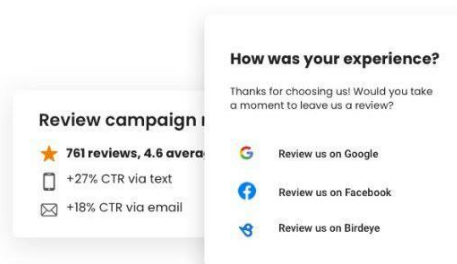 Review campaign
761 reviews, 4.6
+27% CTR via text
+18% CTR via email
How was your experience?
Thanks for choosing us! Would you take
a moment to leave us a review?
Review us on Google
Review us on Facebook
Review us on Birdeye